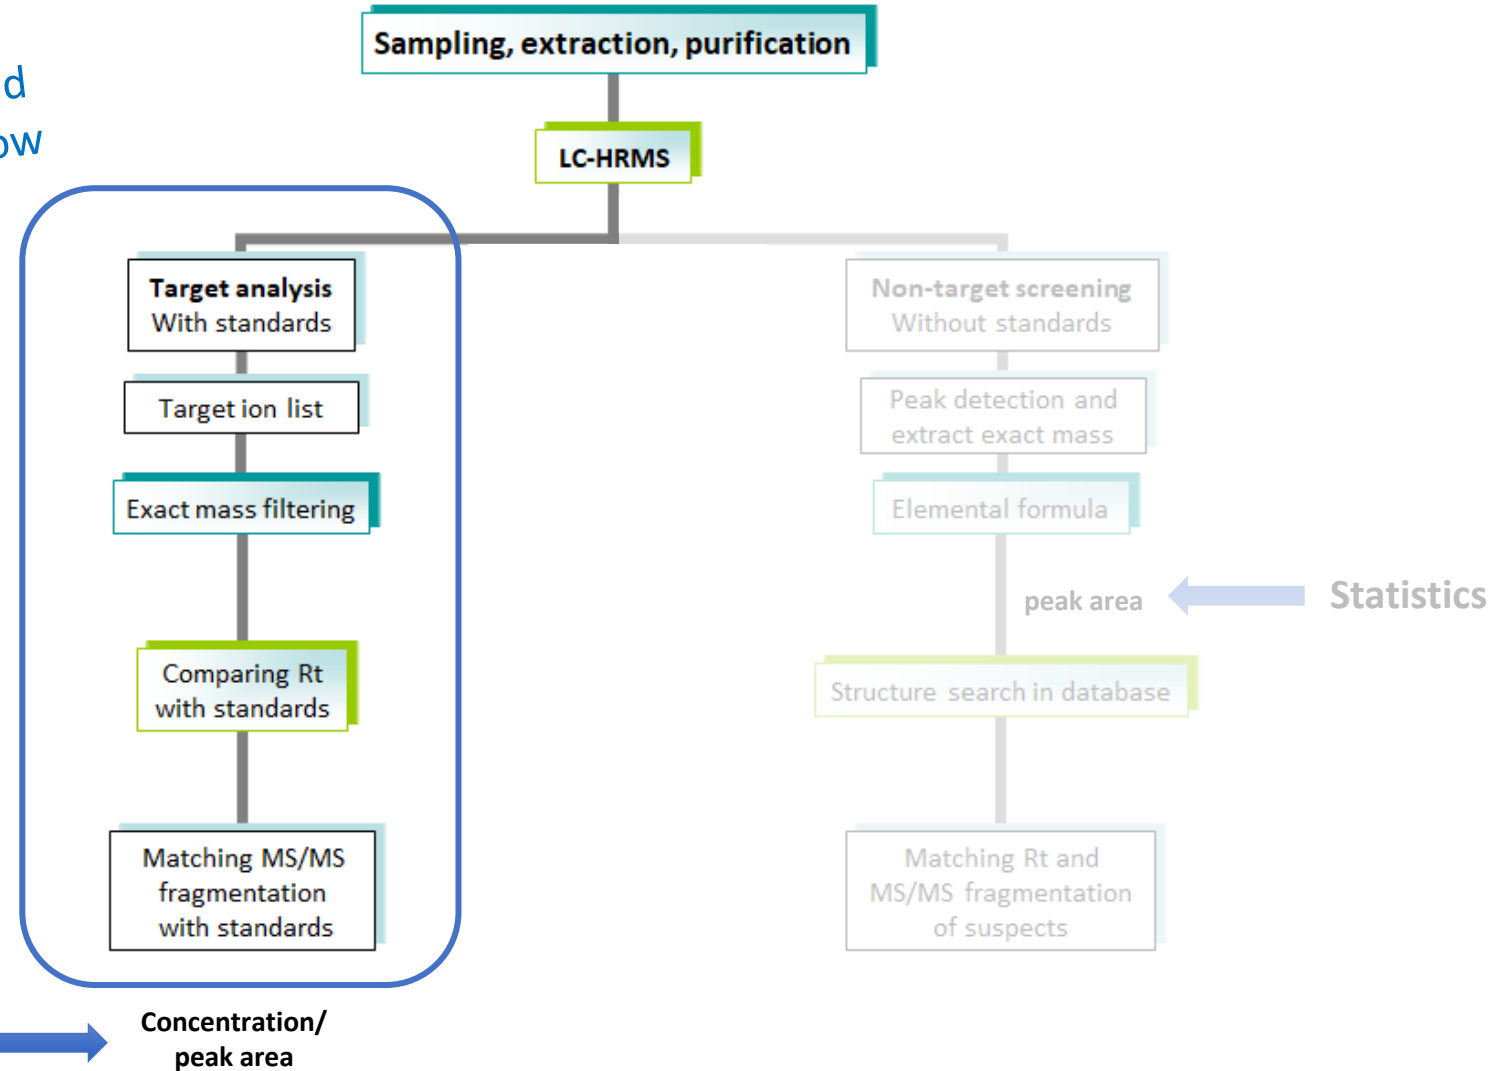 Sampling, extraction, purification
d
ow
LC-HRMS
Target analysis
With standards
Target ion list
Exact mass filtering
Comparing Rt
with standards
Matching MS/MS
fragmentation
with standards
Concentration/
peak area
Non-target screening
Without standards
Peak detection and
extract exact mass
Elemental formula
peak area
Statistics
Structure search in database
Matching Rt and
MS/MS fragmentation
of suspects